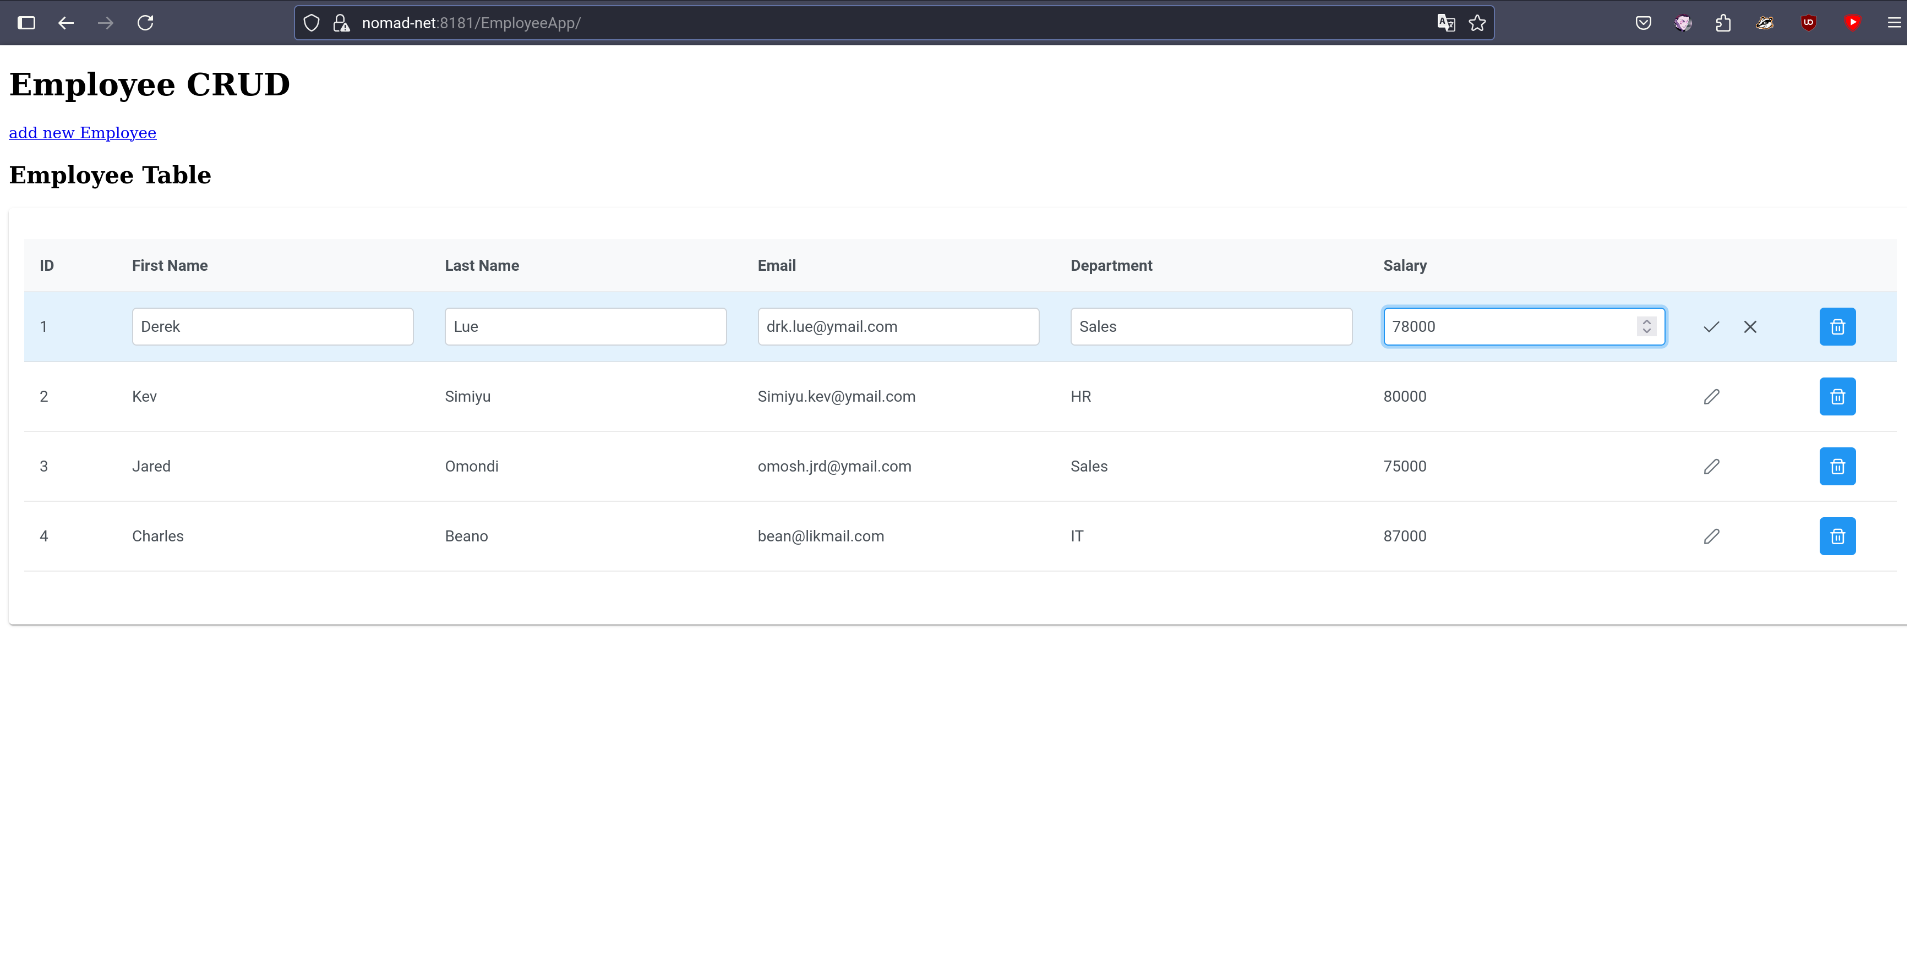 nomad-net:8181/EmployeeApp/
Employee CRUD
add new Employee
Employee Table
ID First Name Last Name Email Department Salary
1 Derek Lue drk.lue@ymail.com Sales 78000
2 Kev Simiyu Simiyu.kev@ymail.com HR 80000
3 Jared Omondi omosh.jrd@ymail.com Sales 75000
4 Charles Beano bean@likmail.com IT 87000